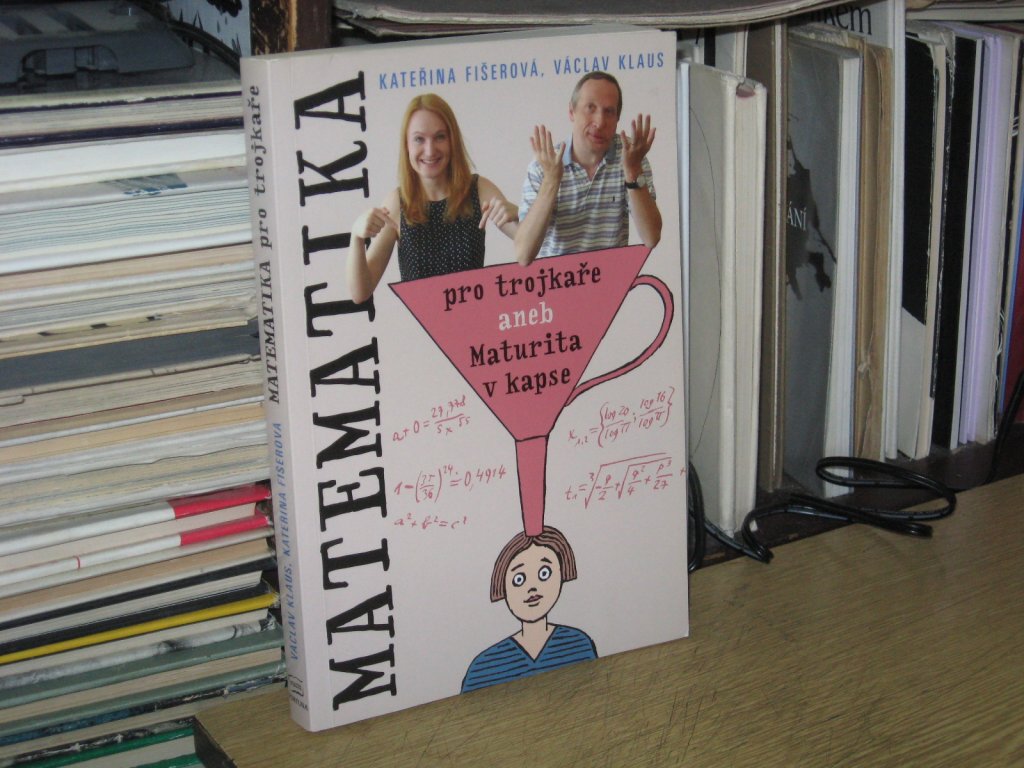 KATEŘINA FIŠEROVÁ, VÁCLAV KLAUS
MATEMATIKA
pro trojkaře
aneb
Maturita
v kapse
a²+b²=c²
VÁCLAV KLAUS, KATEŘINA FIŠEROVÁ
MATEMATIKA pro trojkaře